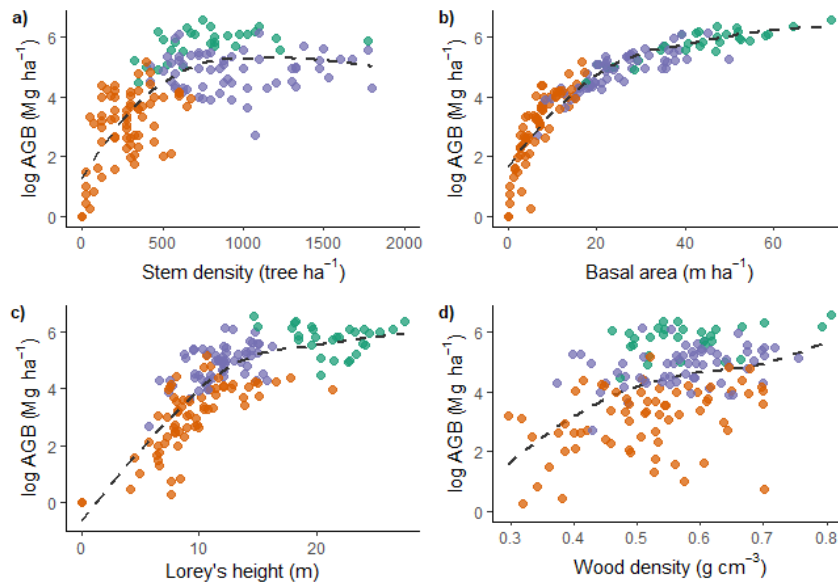 a)
log AGB (Mg ha⁻¹)
6
4
2
0
0 500 1000 1500 2000
Stem density (tree ha⁻¹)
b)
log AGB (Mg ha⁻¹)
6
4
2
0
0 20 40 60
Basal area (m ha⁻¹)
c)
log AGB (Mg ha⁻¹)
6
4
2
0
0 10 20
Lorey's height (m)
d)
log AGB (Mg ha⁻¹)
6
4
2
0
0.3 0.4 0.5 0.6 0.7 0.8
Wood density (g cm⁻³)